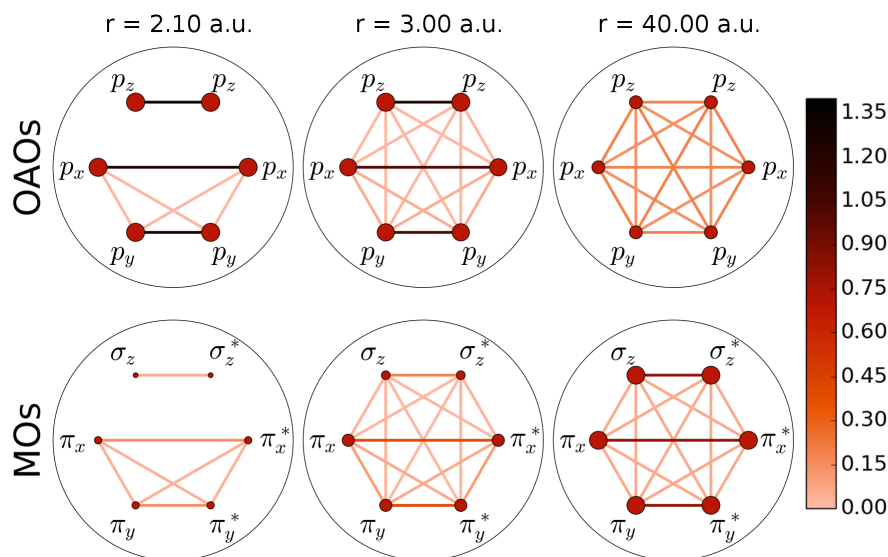 r = 2.10 a.u. r = 3.00 a.u. r = 40.00 a.u.
OAOs
p_z p_z p_z p_z p_z p_z
p_x p_x p_x p_x p_x p_x
p_y p_y p_y p_y p_y p_y
MOs
σ_z σ_z^* σ_z σ_z^* σ_z σ_z^*
π_x π_x^* π_x π_x^* π_x π_x^*
π_y π_y^* π_y π_y^* π_y π_y^*
1.35
1.20
1.05
0.90
0.75
0.60
0.45
0.30
0.15
0.00